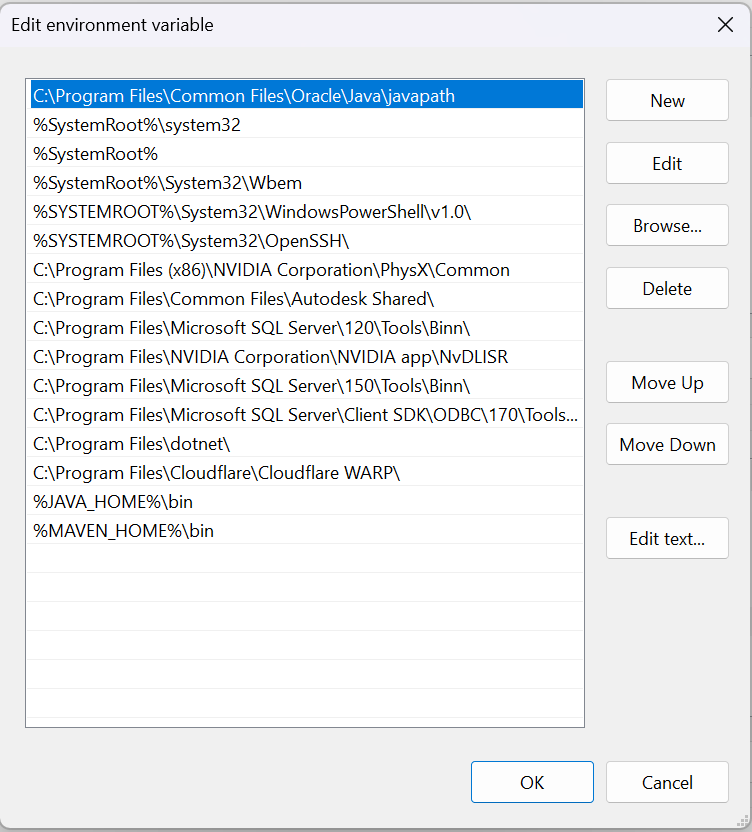 Edit environment variable
C:\Program Files\Common Files\Oracle\Java\javapath
%SystemRoot%\system32
%SystemRoot%
%SystemRoot%\System32\Wbem
%SYSTEMROOT%\System32\WindowsPowerShell\v1.0\
%SYSTEMROOT%\System32\OpenSSH\
C:\Program Files (x86)\NVIDIA Corporation\PhysX\Common
C:\Program Files\Common Files\Autodesk Shared\
C:\Program Files\Microsoft SQL Server\120\Tools\Binn\
C:\Program Files\NVIDIA Corporation\NVIDIA app\NvDLISR
C:\Program Files\Microsoft SQL Server\150\Tools\Binn\
C:\Program Files\Microsoft SQL Server\Client SDK\ODBC\170\Tools...
C:\Program Files\dotnet\
C:\Program Files\Cloudflare\Cloudflare WARP\
%JAVA_HOME%\bin
%MAVEN_HOME%\bin
New
Edit
Browse...
Delete
Move Up
Move Down
Edit text...
OK
Cancel